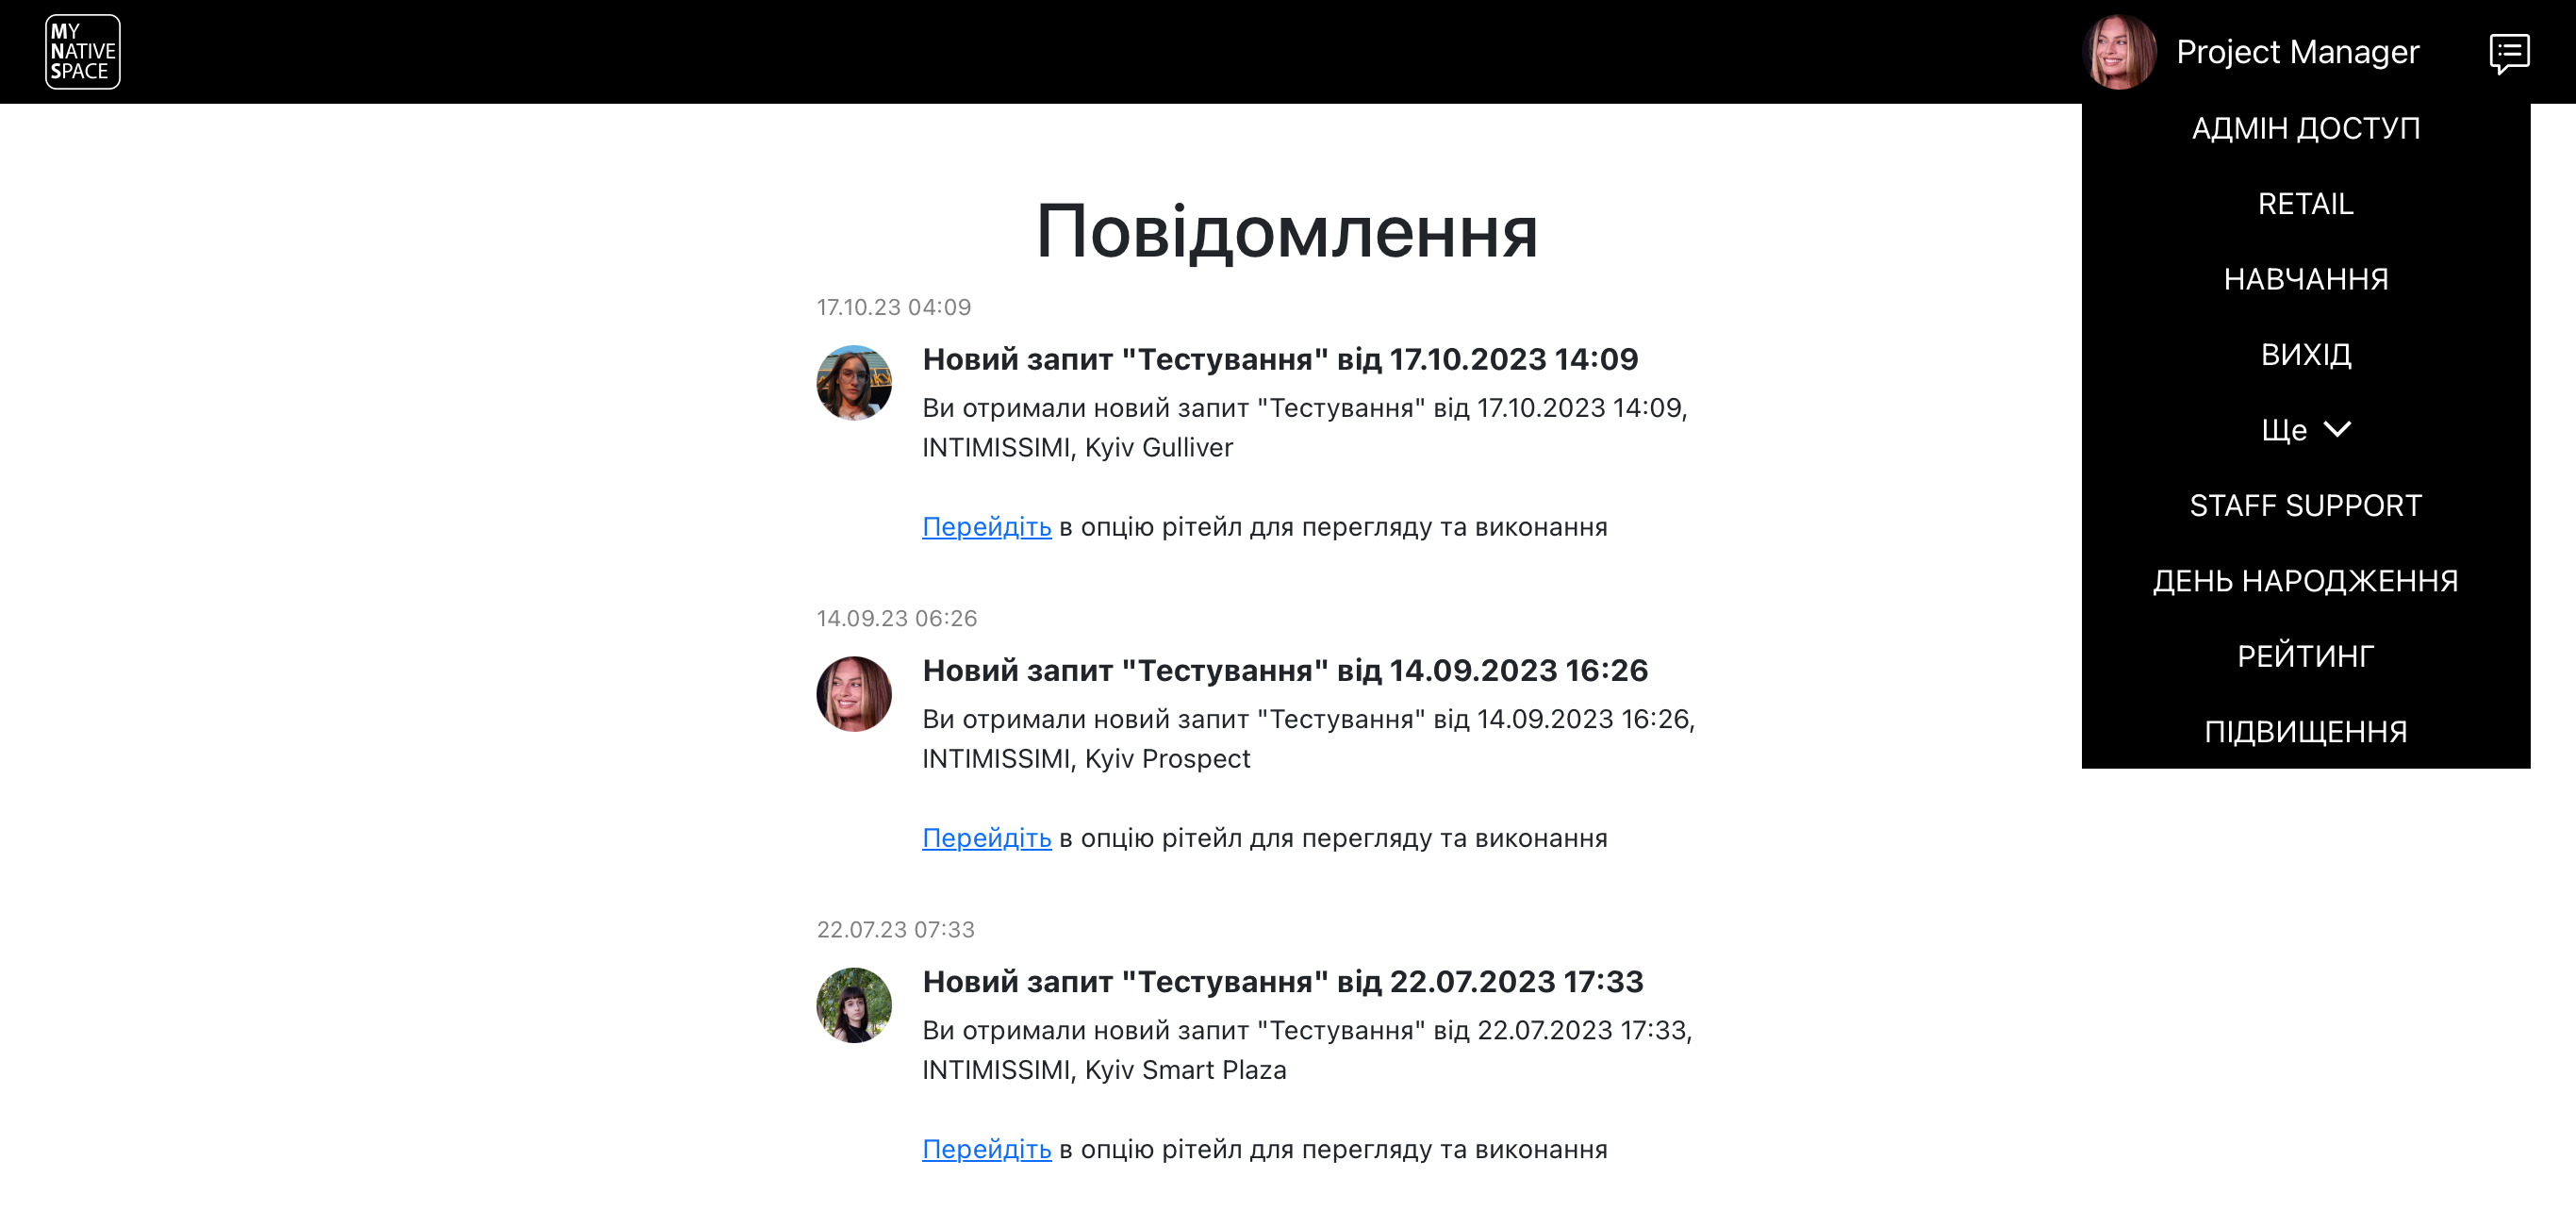 MY
NATIVE
SPACE
Project Manager
АДМІН ДОСТУП
RETAIL
НАВЧАННЯ
ВИХІД
Ще
STAFF SUPPORT
ДЕНЬ НАРОДЖЕННЯ
РЕЙТИНГ
ПІДВИЩЕННЯ
Повідомлення
17.10.23 04:09
Новий запит "Тестування" від 17.10.2023 14:09
Ви отримали новий запит "Тестування" від 17.10.2023 14:09,
INTIMISSIMI, Kyiv Gulliver
Перейдіть в опцію рітейл для перегляду та виконання
14.09.23 06:26
Новий запит "Тестування" від 14.09.2023 16:26
Ви отримали новий запит "Тестування" від 14.09.2023 16:26,
INTIMISSIMI, Kyiv Prospect
Перейдіть в опцію рітейл для перегляду та виконання
22.07.23 07:33
Новий запит "Тестування" від 22.07.2023 17:33
Ви отримали новий запит "Тестування" від 22.07.2023 17:33,
INTIMISSIMI, Kyiv Smart Plaza
Перейдіть в опцію рітейл для перегляду та виконання